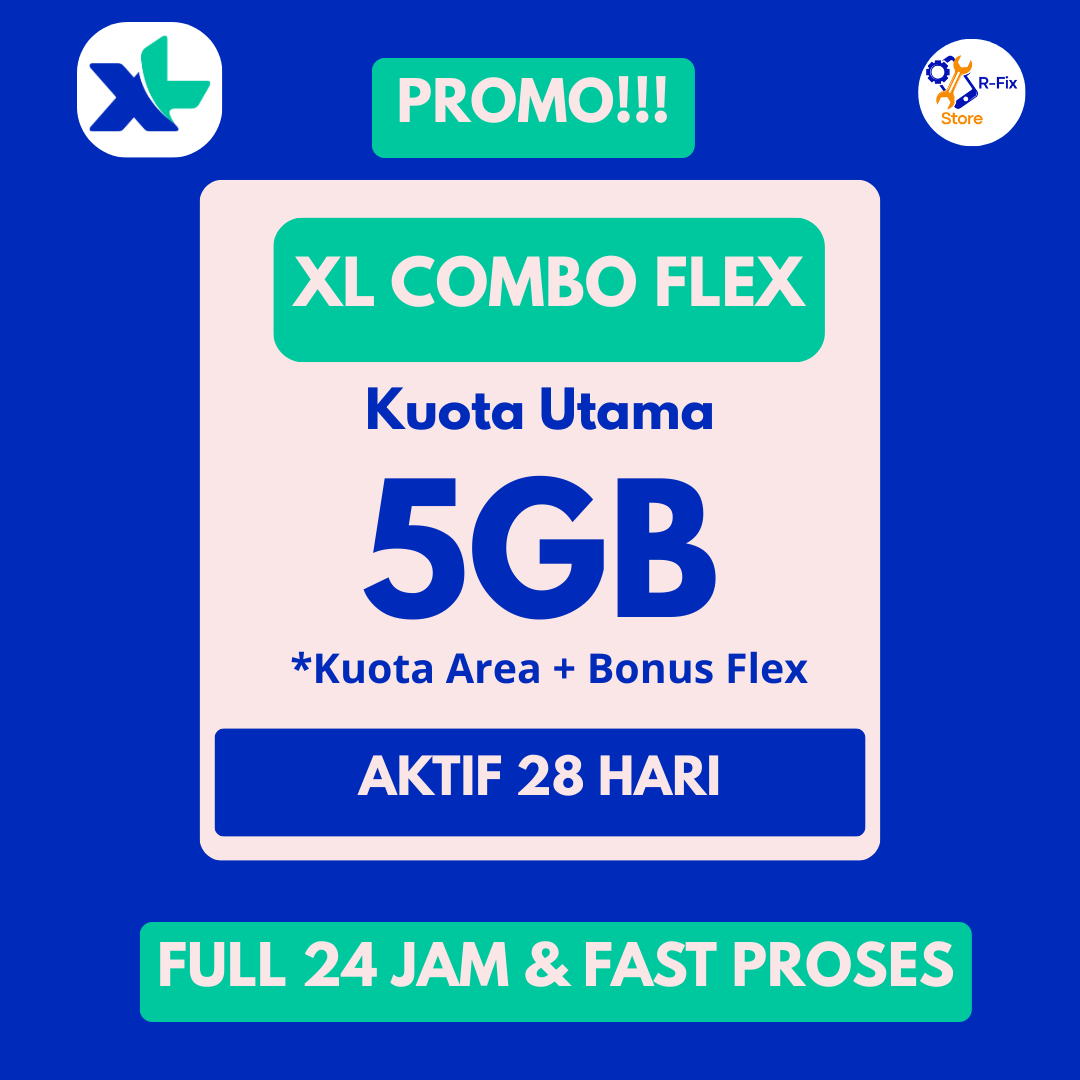 XL
PROMO!!!
R-Fix
Store
XL COMBO FLEX
Kuota Utama
5GB
*Kuota Area + Bonus Flex
AKTIF 28 HARI
FULL 24 JAM & FAST PROSES